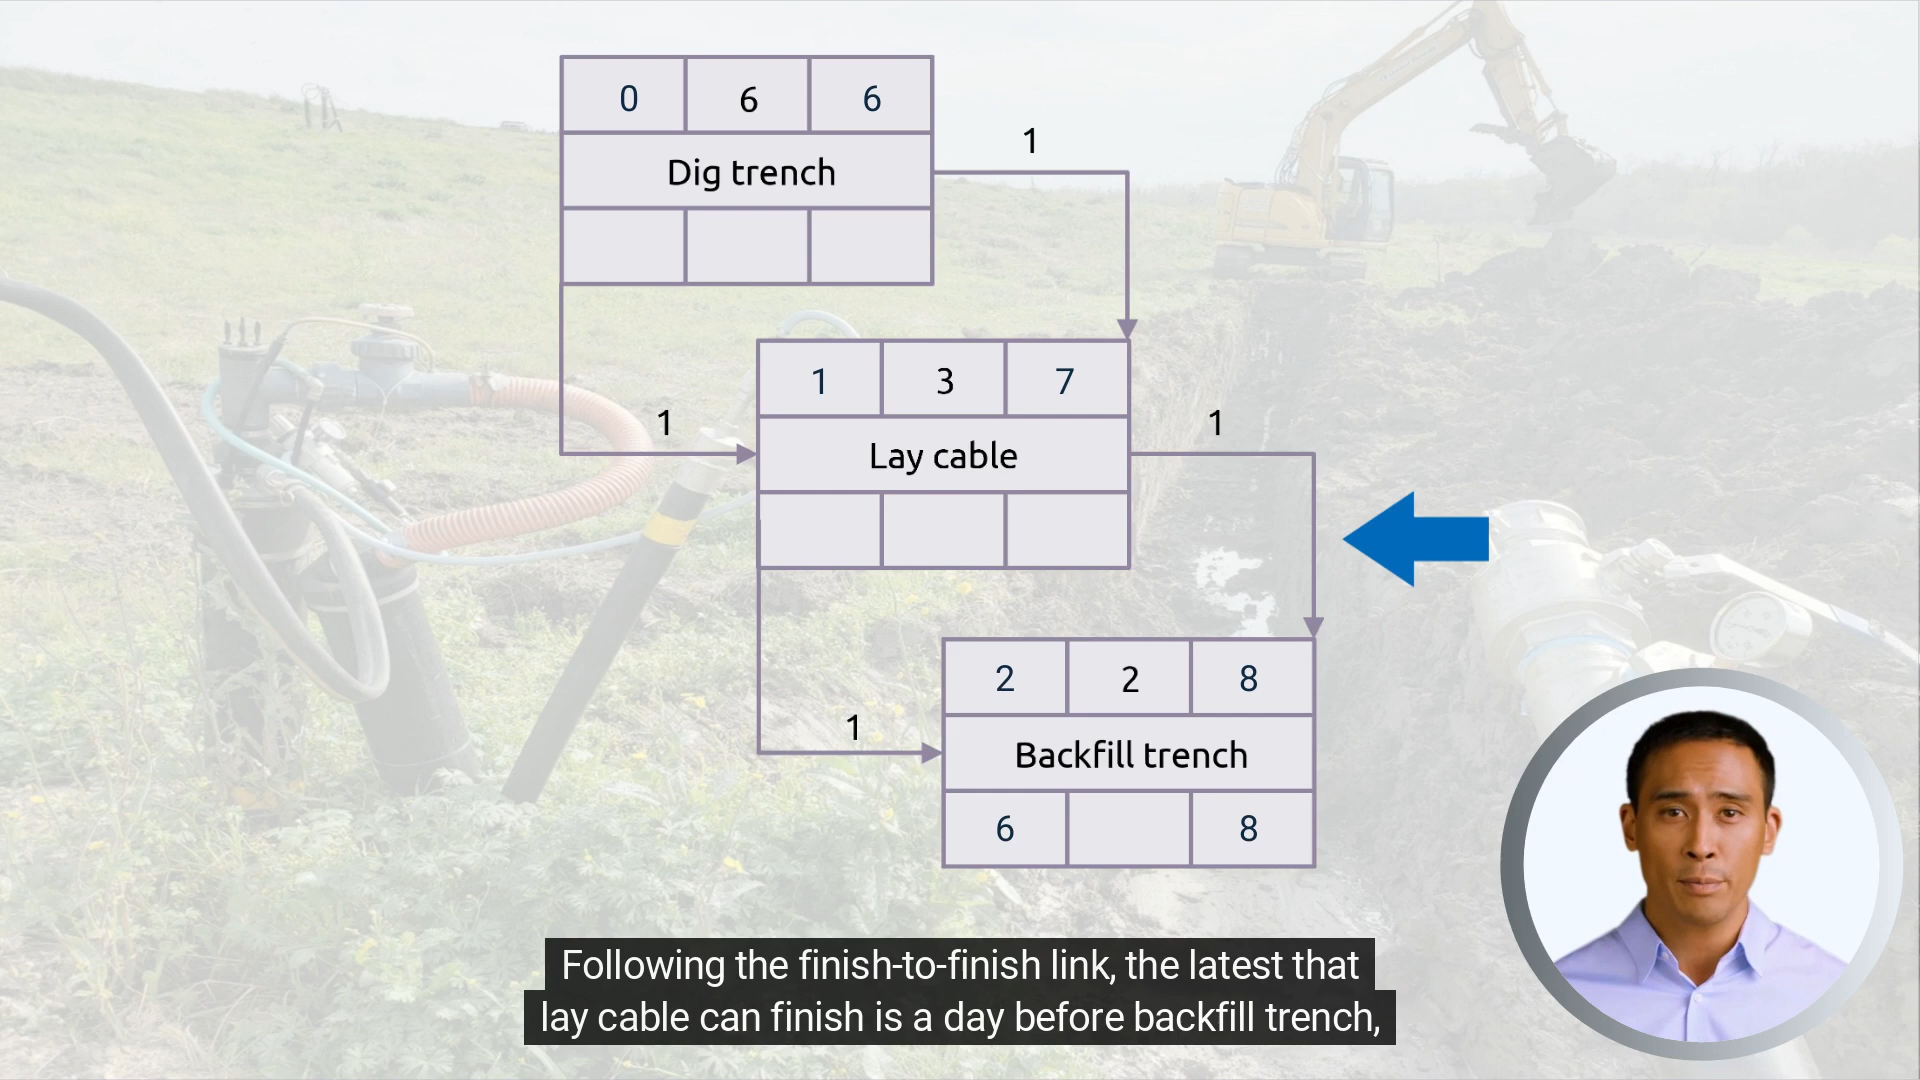 0 6 6
1
Dig trench
1 3 7
1
1
Lay cable
2 2 8
1
Backfill trench
6 8
Following the finish-to-finish link, the latest that
lay cable can finish is a day before backfill trench,